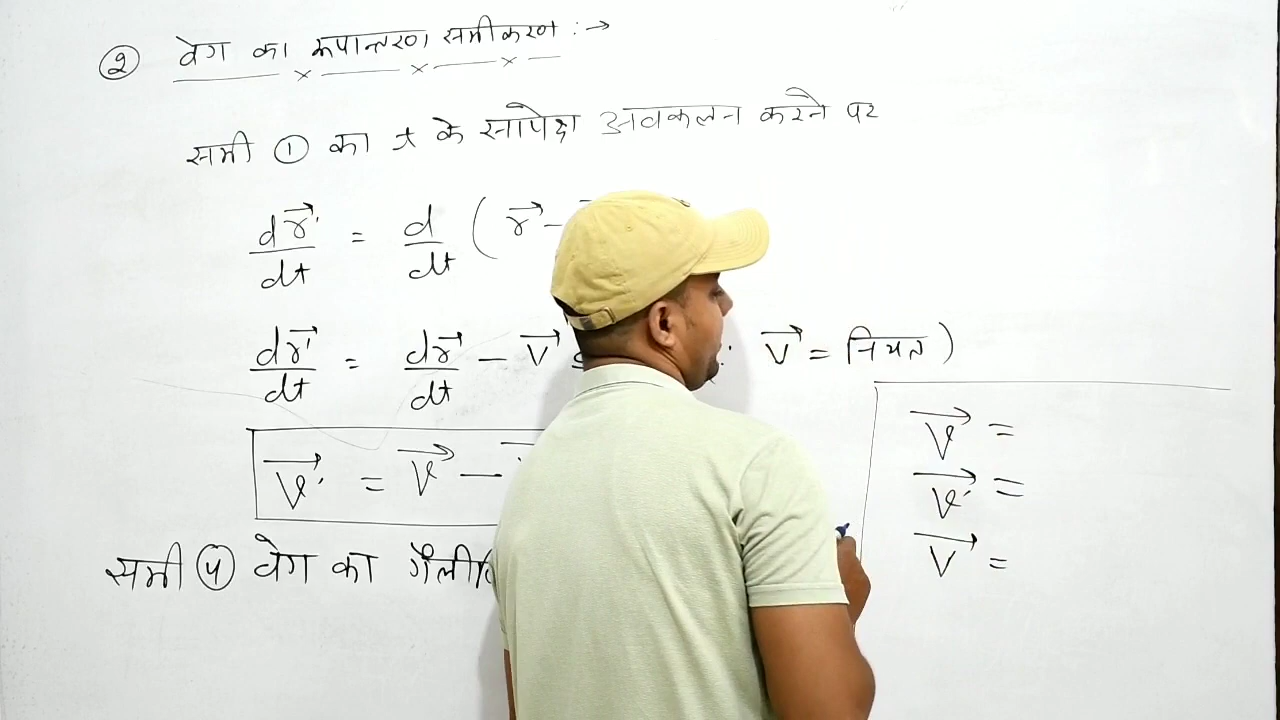 ② वेग का रूपान्तरण समीकरण :→
समी ① का t के सापेक्ष अवकलन करने पर
d𝑟⃗'/dt = d/dt ( r⃗ −
dr⃗'/dt = dr⃗/dt − V⃗ : V⃗ = नियत )
v⃗' = v⃗ −
समी ④ वेग का
v⃗ =
v⃗' =
V⃗ =